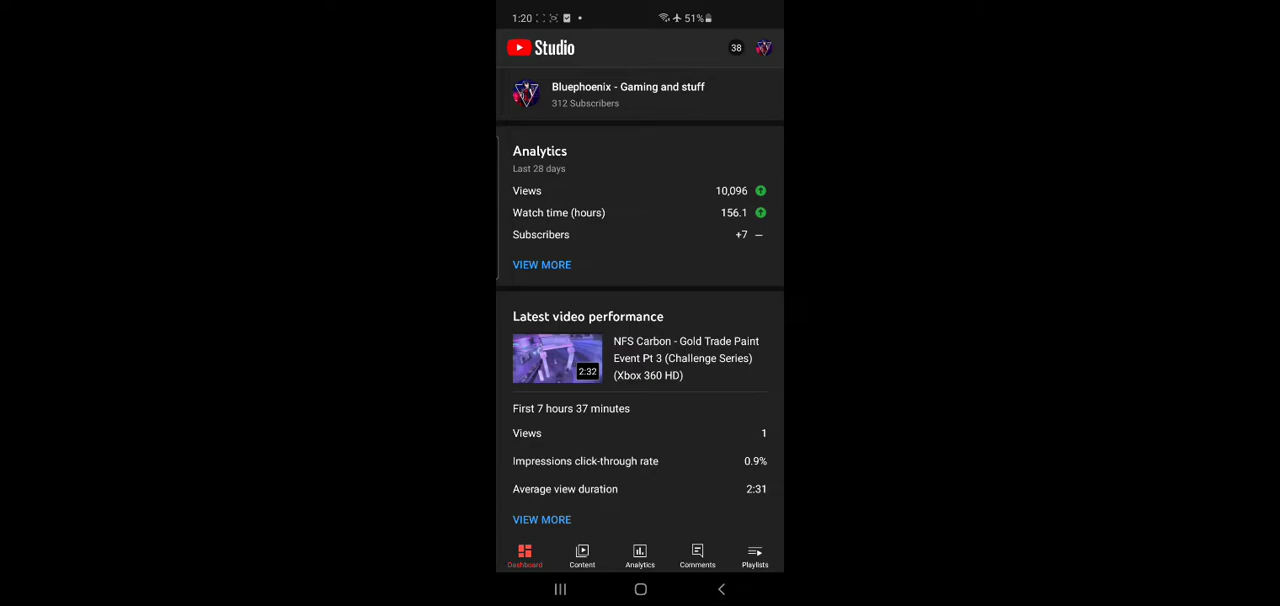 1:20 51%
Studio 38
Bluephoenix - Gaming and stuff
312 Subscribers
Analytics
Last 28 days
Views 10,096
Watch time (hours) 156.1
Subscribers +7 —
VIEW MORE
Latest video performance
NFS Carbon - Gold Trade Paint
Event Pt 3 (Challenge Series)
2:32 (Xbox 360 HD)
First 7 hours 37 minutes
Views 1
Impressions click-through rate 0.9%
Average view duration 2:31
VIEW MORE
Dashboard Content Analytics Comments Playlists